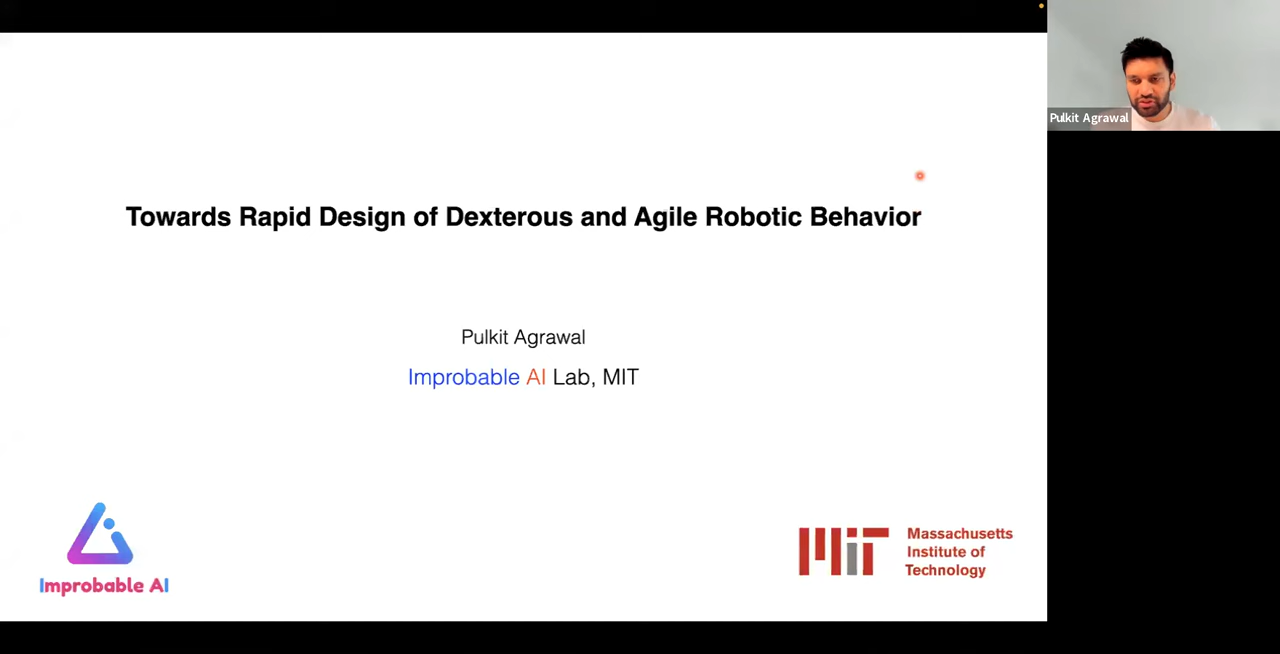 Towards Rapid Design of Dexterous and Agile Robotic Behavior
Pulkit Agrawal
Improbable AI Lab, MIT
Improbable AI
MIT
Massachusetts
Institute of
Technology
Pulkit Agrawal